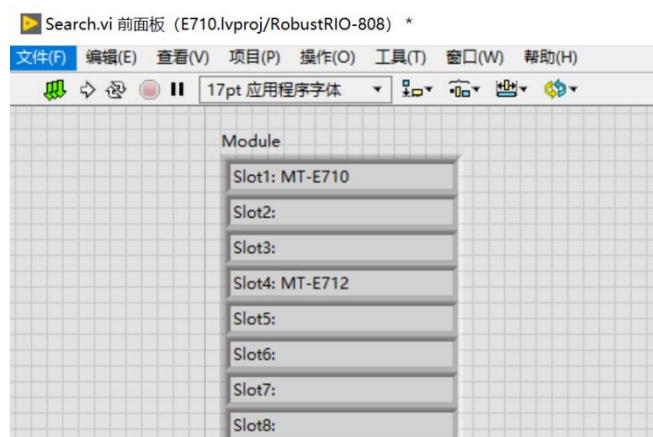 Search.vi 前面板（E710.lvproj/RobustRIO-808） *
文件(F) 编辑(E) 查看(V) 项目(P) 操作(O) 工具(T) 窗口(W) 帮助(H)
17pt 应用程序字体
Module
Slot1: MT-E710
Slot2:
Slot3:
Slot4: MT-E712
Slot5:
Slot6:
Slot7:
Slot8: